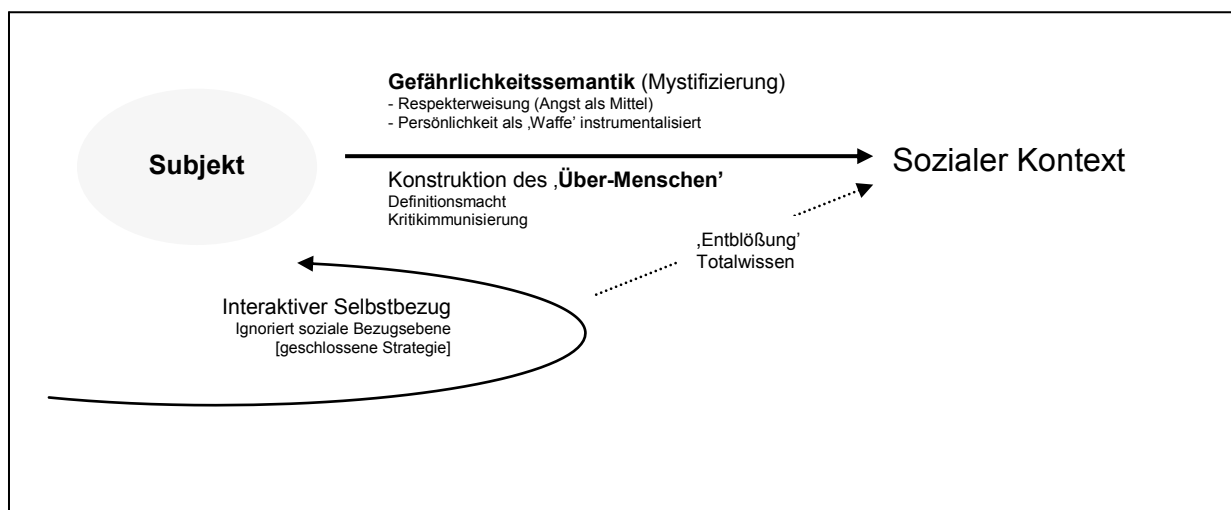 Gefährlichkeitssemantik (Mystifizierung)
- Respekterweisung (Angst als Mittel)
- Persönlichkeit als ‚Waffe’ instrumentalisiert
Subjekt
Sozialer Kontext
Konstruktion des ‚Über-Menschen’
Definitionsmacht
Kritikimmunisierung
‚Entblößung’
Totalwissen
Interaktiver Selbstbezug
Ignoriert soziale Bezugsebene
[geschlossene Strategie]